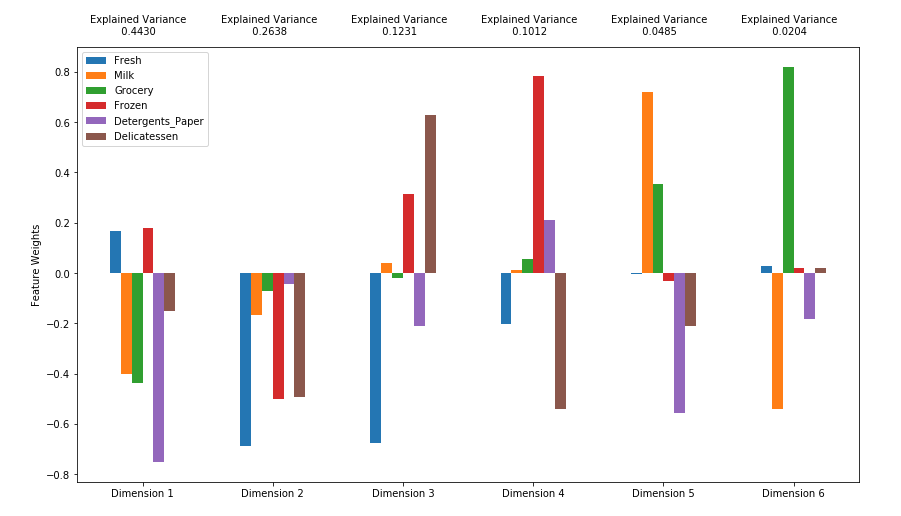 Explained Variance
0.4430
Explained Variance
0.2638
Explained Variance
0.1231
Explained Variance
0.1012
Explained Variance
0.0485
Explained Variance
0.0204
Fresh
Milk
Grocery
Frozen
Detergents_Paper
Delicatessen
Feature Weights
0.8
0.6
0.4
0.2
0.0
−0.2
−0.4
−0.6
−0.8
Dimension 1
Dimension 2
Dimension 3
Dimension 4
Dimension 5
Dimension 6